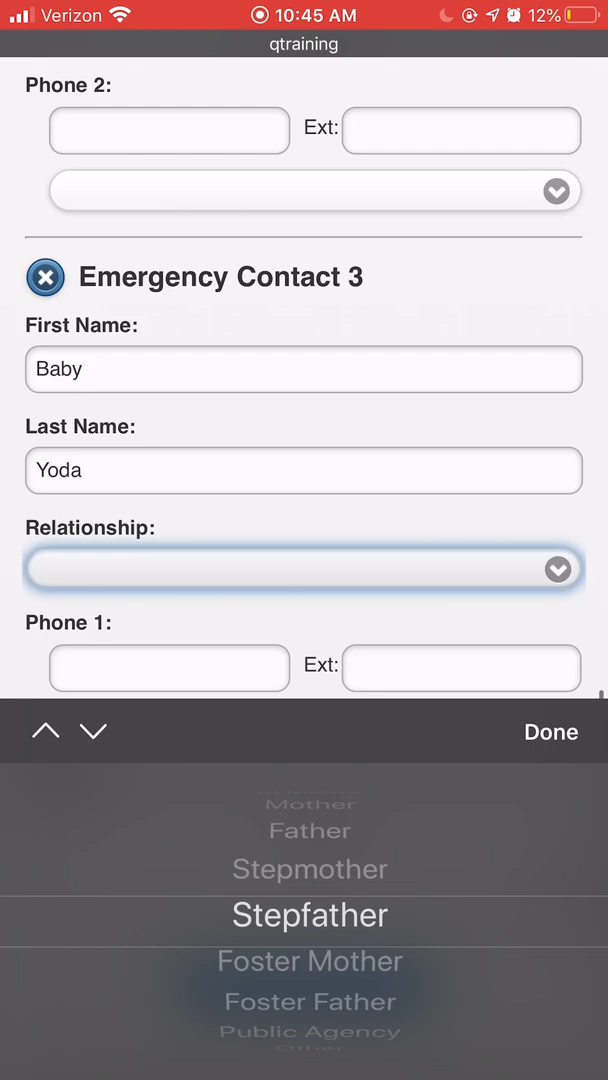 Verizon 10:45 AM 12%
qtraining
Phone 2:
Ext:
Emergency Contact 3
First Name:
Baby
Last Name:
Yoda
Relationship:
Phone 1:
Ext:
Done
Mother
Father
Stepmother
Stepfather
Foster Mother
Foster Father
Public Agency
Other